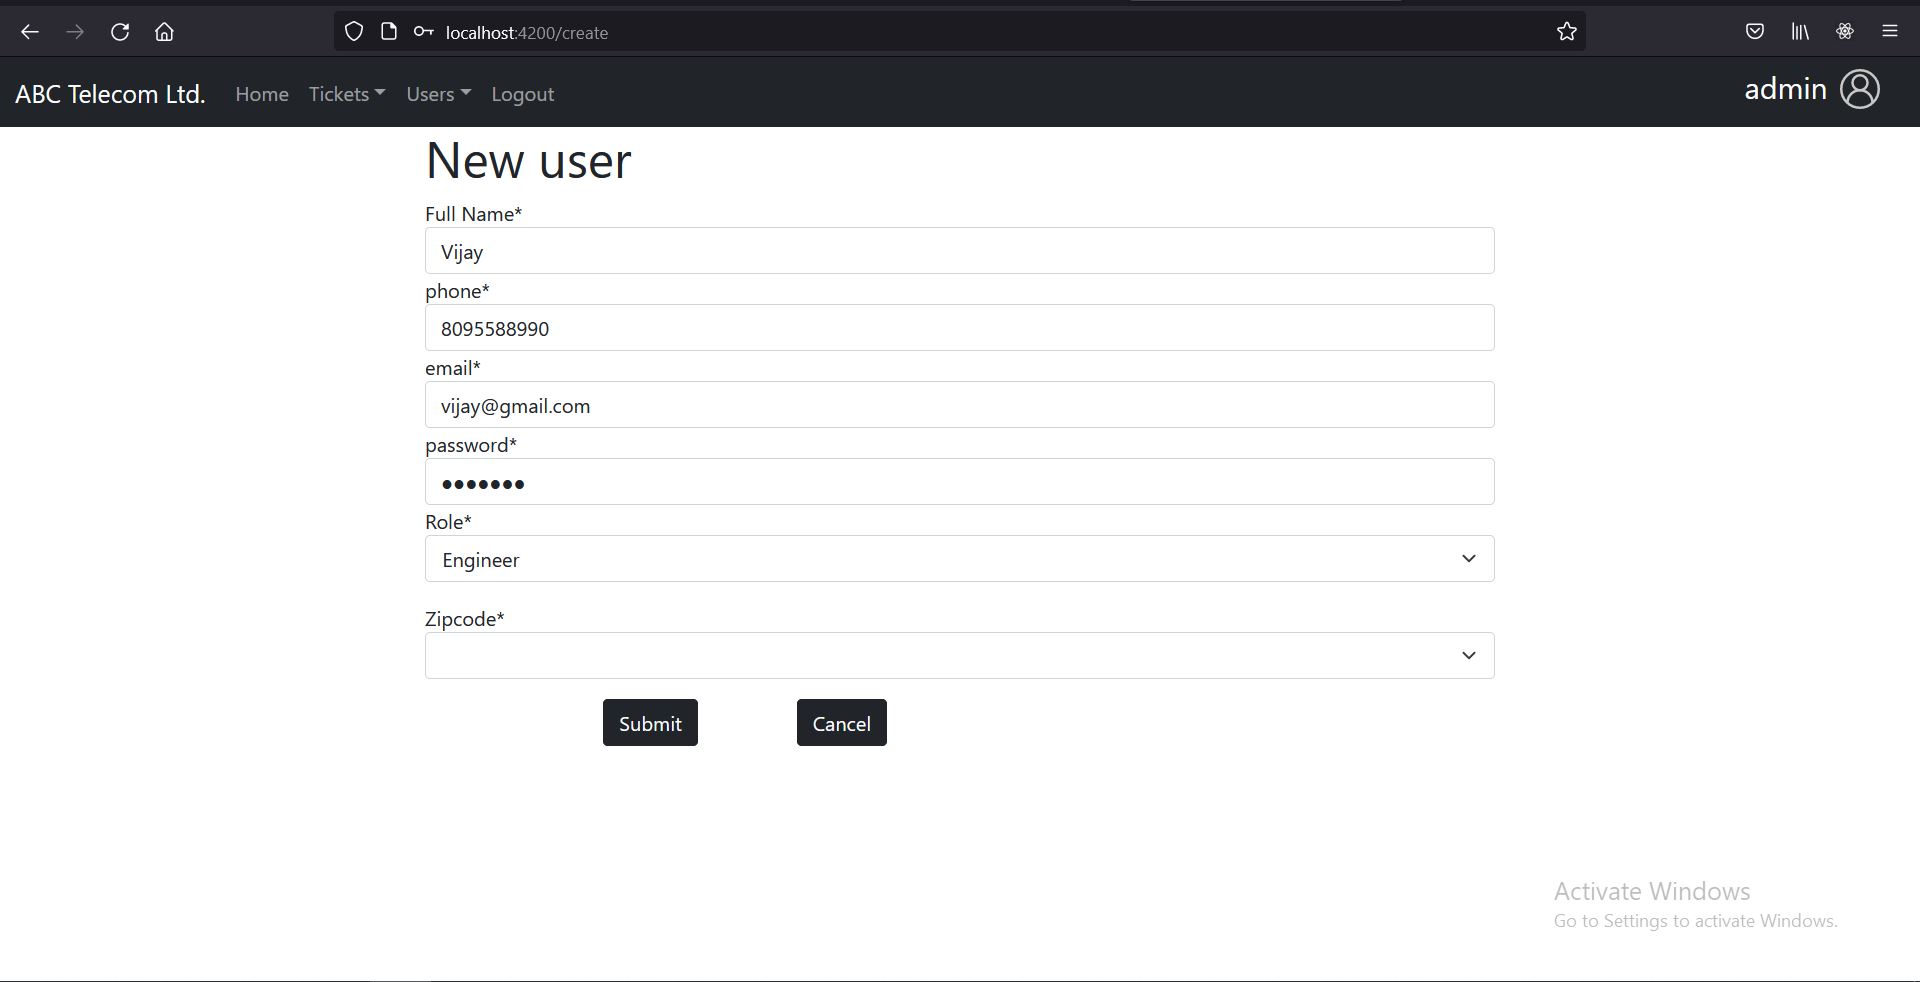 localhost:4200/create
ABC Telecom Ltd. Home Tickets Users Logout admin
New user
Full Name*
Vijay
phone*
8095588990
email*
vijay@gmail.com
password*
•••••••
Role*
Engineer
Zipcode*
Submit Cancel
Activate Windows
Go to Settings to activate Windows.